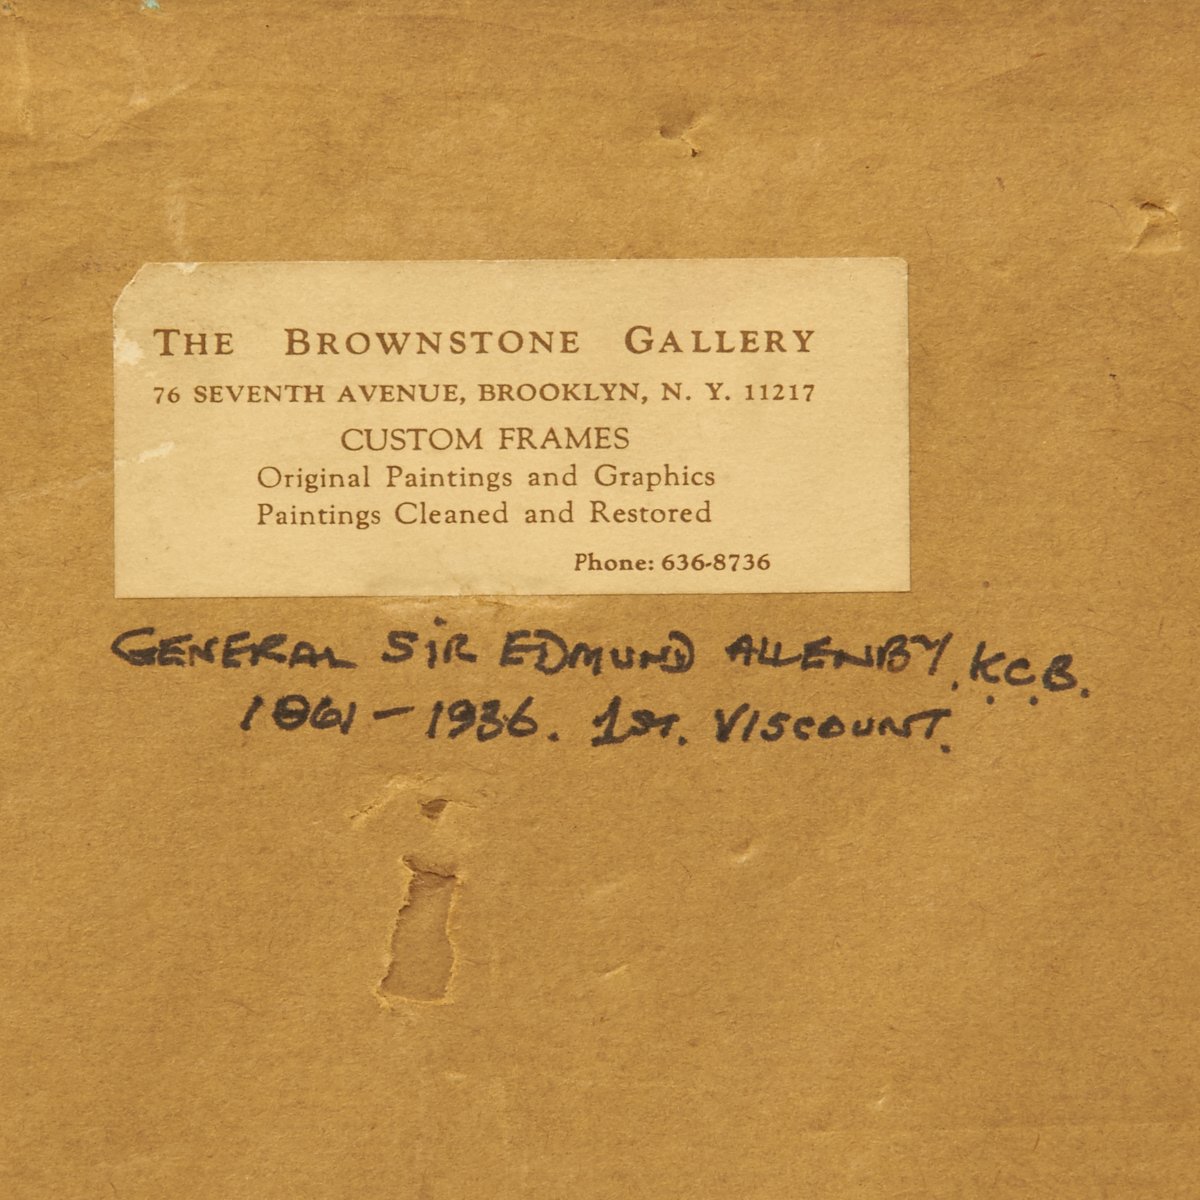 THE BROWNSTONE GALLERY
76 SEVENTH AVENUE, BROOKLYN, N. Y. 11217
CUSTOM FRAMES
Original Paintings and Graphics
Paintings Cleaned and Restored
Phone: 636-8736
GENERAL SIR EDMUND ALLENBY. K.C.B.
1861 - 1936. 1ST. VISCOUNT.